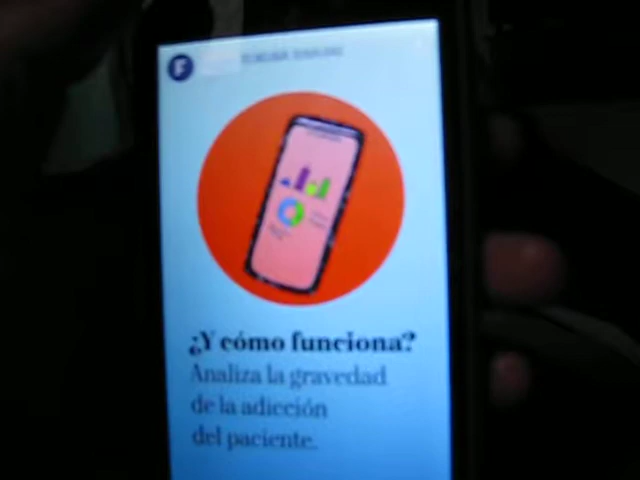 F
¿Y cómo funciona?
Analiza la gravedad
de la adicción
del paciente.